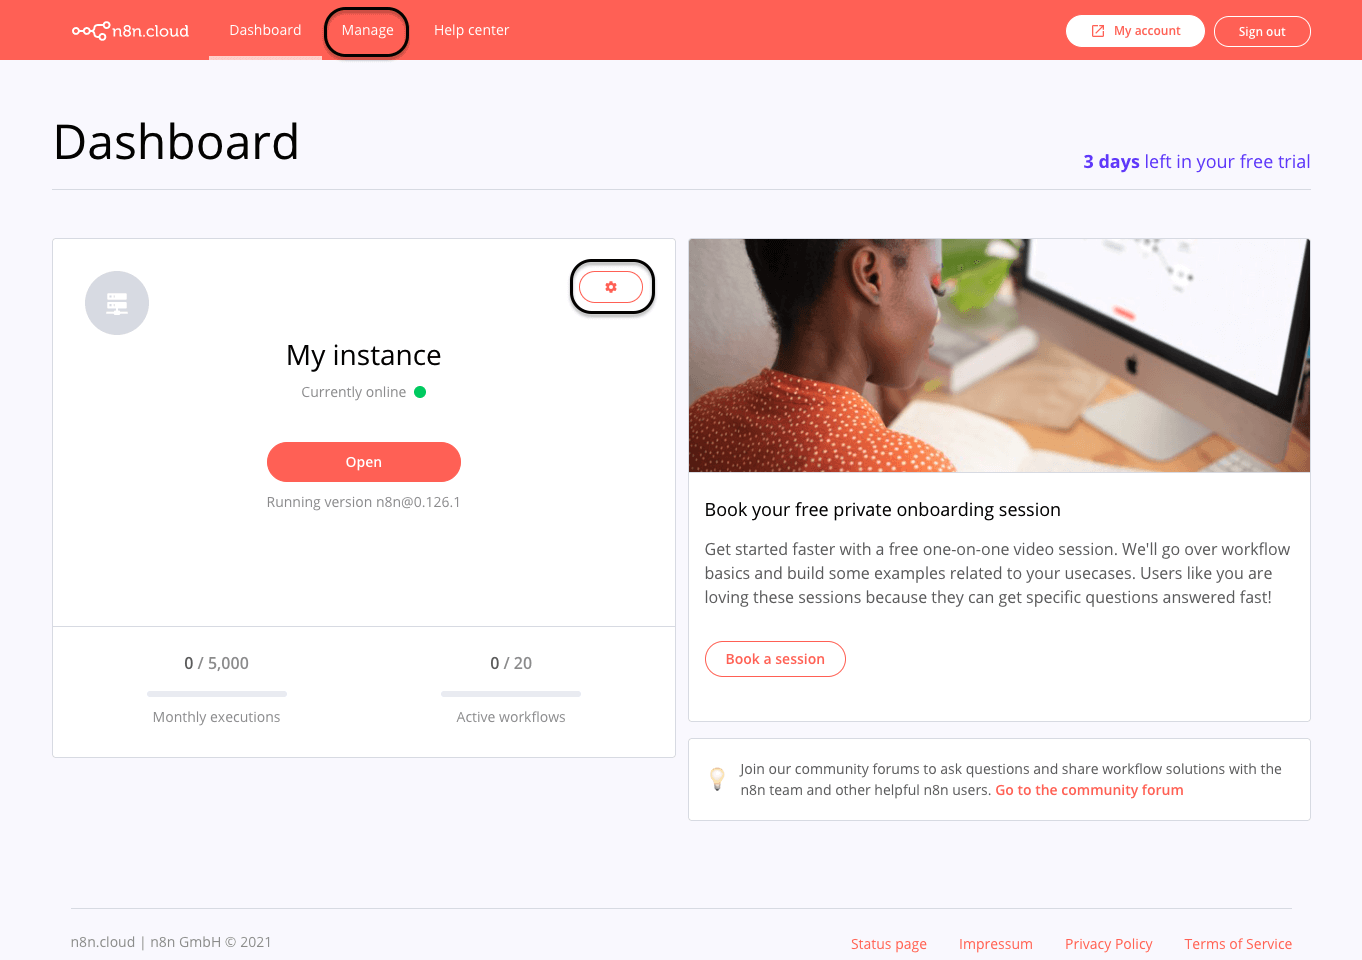 n8n.cloud
Dashboard
Manage
Help center
My account
Sign out
Dashboard
3 days left in your free trial
My instance
Currently online
Open
Running version n8n@0.126.1
0 / 5,000
Monthly executions
0 / 20
Active workflows
Book your free private onboarding session
Get started faster with a free one-on-one video session. We'll go over workflow
basics and build some examples related to your usecases. Users like you are
loving these sessions because they can get specific questions answered fast!
Book a session
Join our community forums to ask questions and share workflow solutions with the
n8n team and other helpful n8n users. Go to the community forum
n8n.cloud | n8n GmbH © 2021
Status page
Impressum
Privacy Policy
Terms of Service